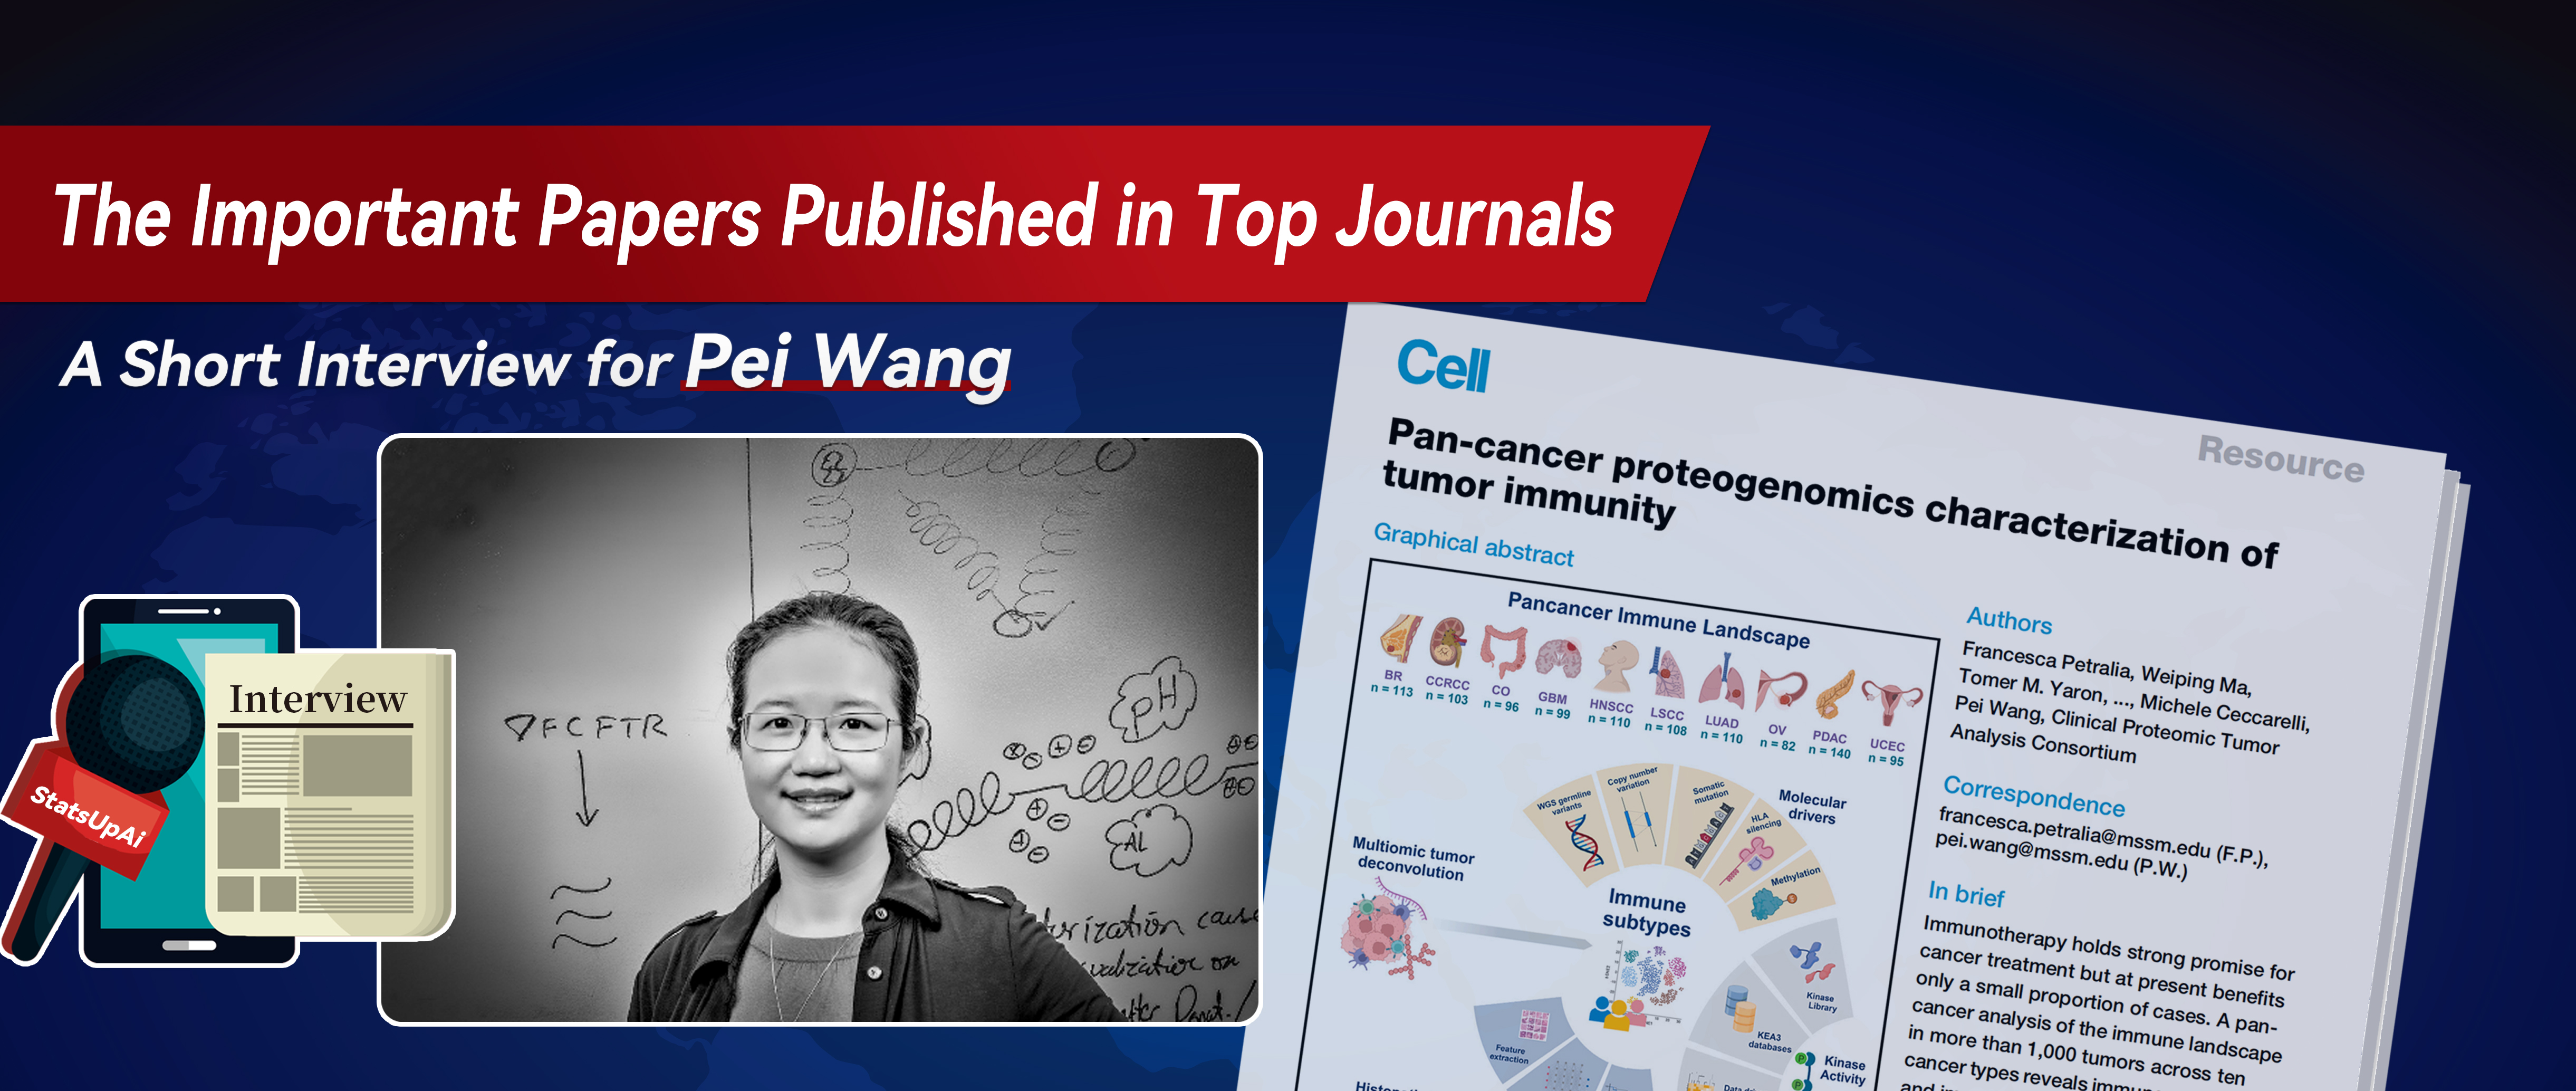 The Important Papers Published in Top Journals
A Short Interview for Pei Wang
Interview
StatsUpAi
▽FCFTR
pH
AL
Cell
Resource
Pan-cancer proteogenomics characterization of
tumor immunity
Graphical abstract
Pancancer Immune Landscape
BR
n = 113
CCRCC
n = 103
CO
n = 96
GBM
n = 99
HNSCC
n = 110
LSCC
n = 108
LUAD
n = 110
OV
n = 82
PDAC
n = 140
UCEC
n = 95
WGS germline
variants
Copy number
variation
Somatic
mutation
HLA
silencing
Methylation
Molecular
drivers
Multiomic tumor
deconvolution
Immune
subtypes
Kinase
Library
KEA3
databases
Kinase
Activity
Feature
extraction
Authors
Francesca Petralia, Weiping Ma,
Tomer M. Yaron, ..., Michele Ceccarelli,
Pei Wang, Clinical Proteomic Tumor
Analysis Consortium
Correspondence
francesca.petralia@mssm.edu (F.P.),
pei.wang@mssm.edu (P.W.)
In brief
Immunotherapy holds strong promise for
cancer treatment but at present benefits
only a small proportion of cases. A pan-
cancer analysis of the immune landscape
in more than 1,000 tumors across ten
cancer types reveals